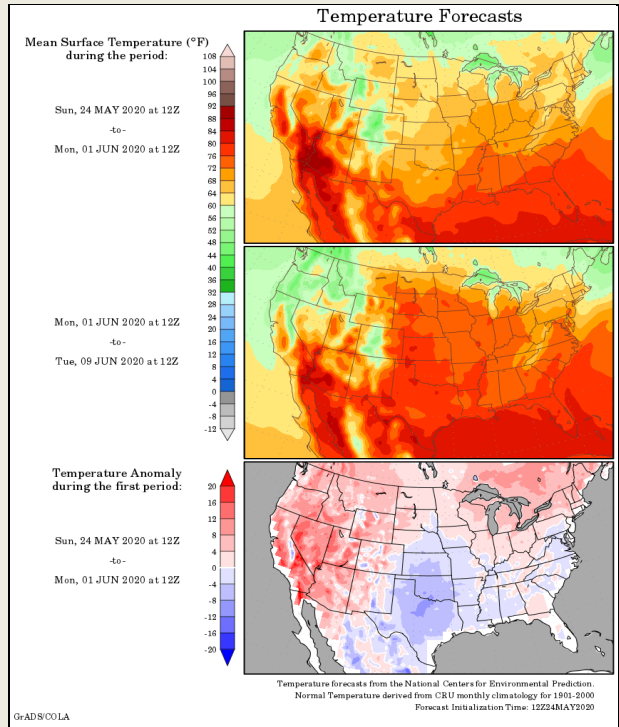 Temperature Forecasts
Mean Surface Temperature (°F)
during the period:
108
104
100
96
92
88
84
80
76
72
68
64
60
56
52
48
44
40
36
32
28
24
20
16
12
8
4
0
-4
-8
-12
Sun, 24 MAY 2020 at 12Z
-to-
Mon, 01 JUN 2020 at 12Z
Mon, 01 JUN 2020 at 12Z
-to-
Tue, 09 JUN 2020 at 12Z
Temperature Anomaly
during the first period:
20
16
12
8
4
0
-4
-8
-12
-16
-20
Sun, 24 MAY 2020 at 12Z
-to-
Mon, 01 JUN 2020 at 12Z
Temperature forecasts from the National Centers for Environmental Prediction.
Normal Temperature derived from CRU monthly climatology for 1901-2000
Forecast Initialization Time: 12Z24MAY2020
GrADS/COLA